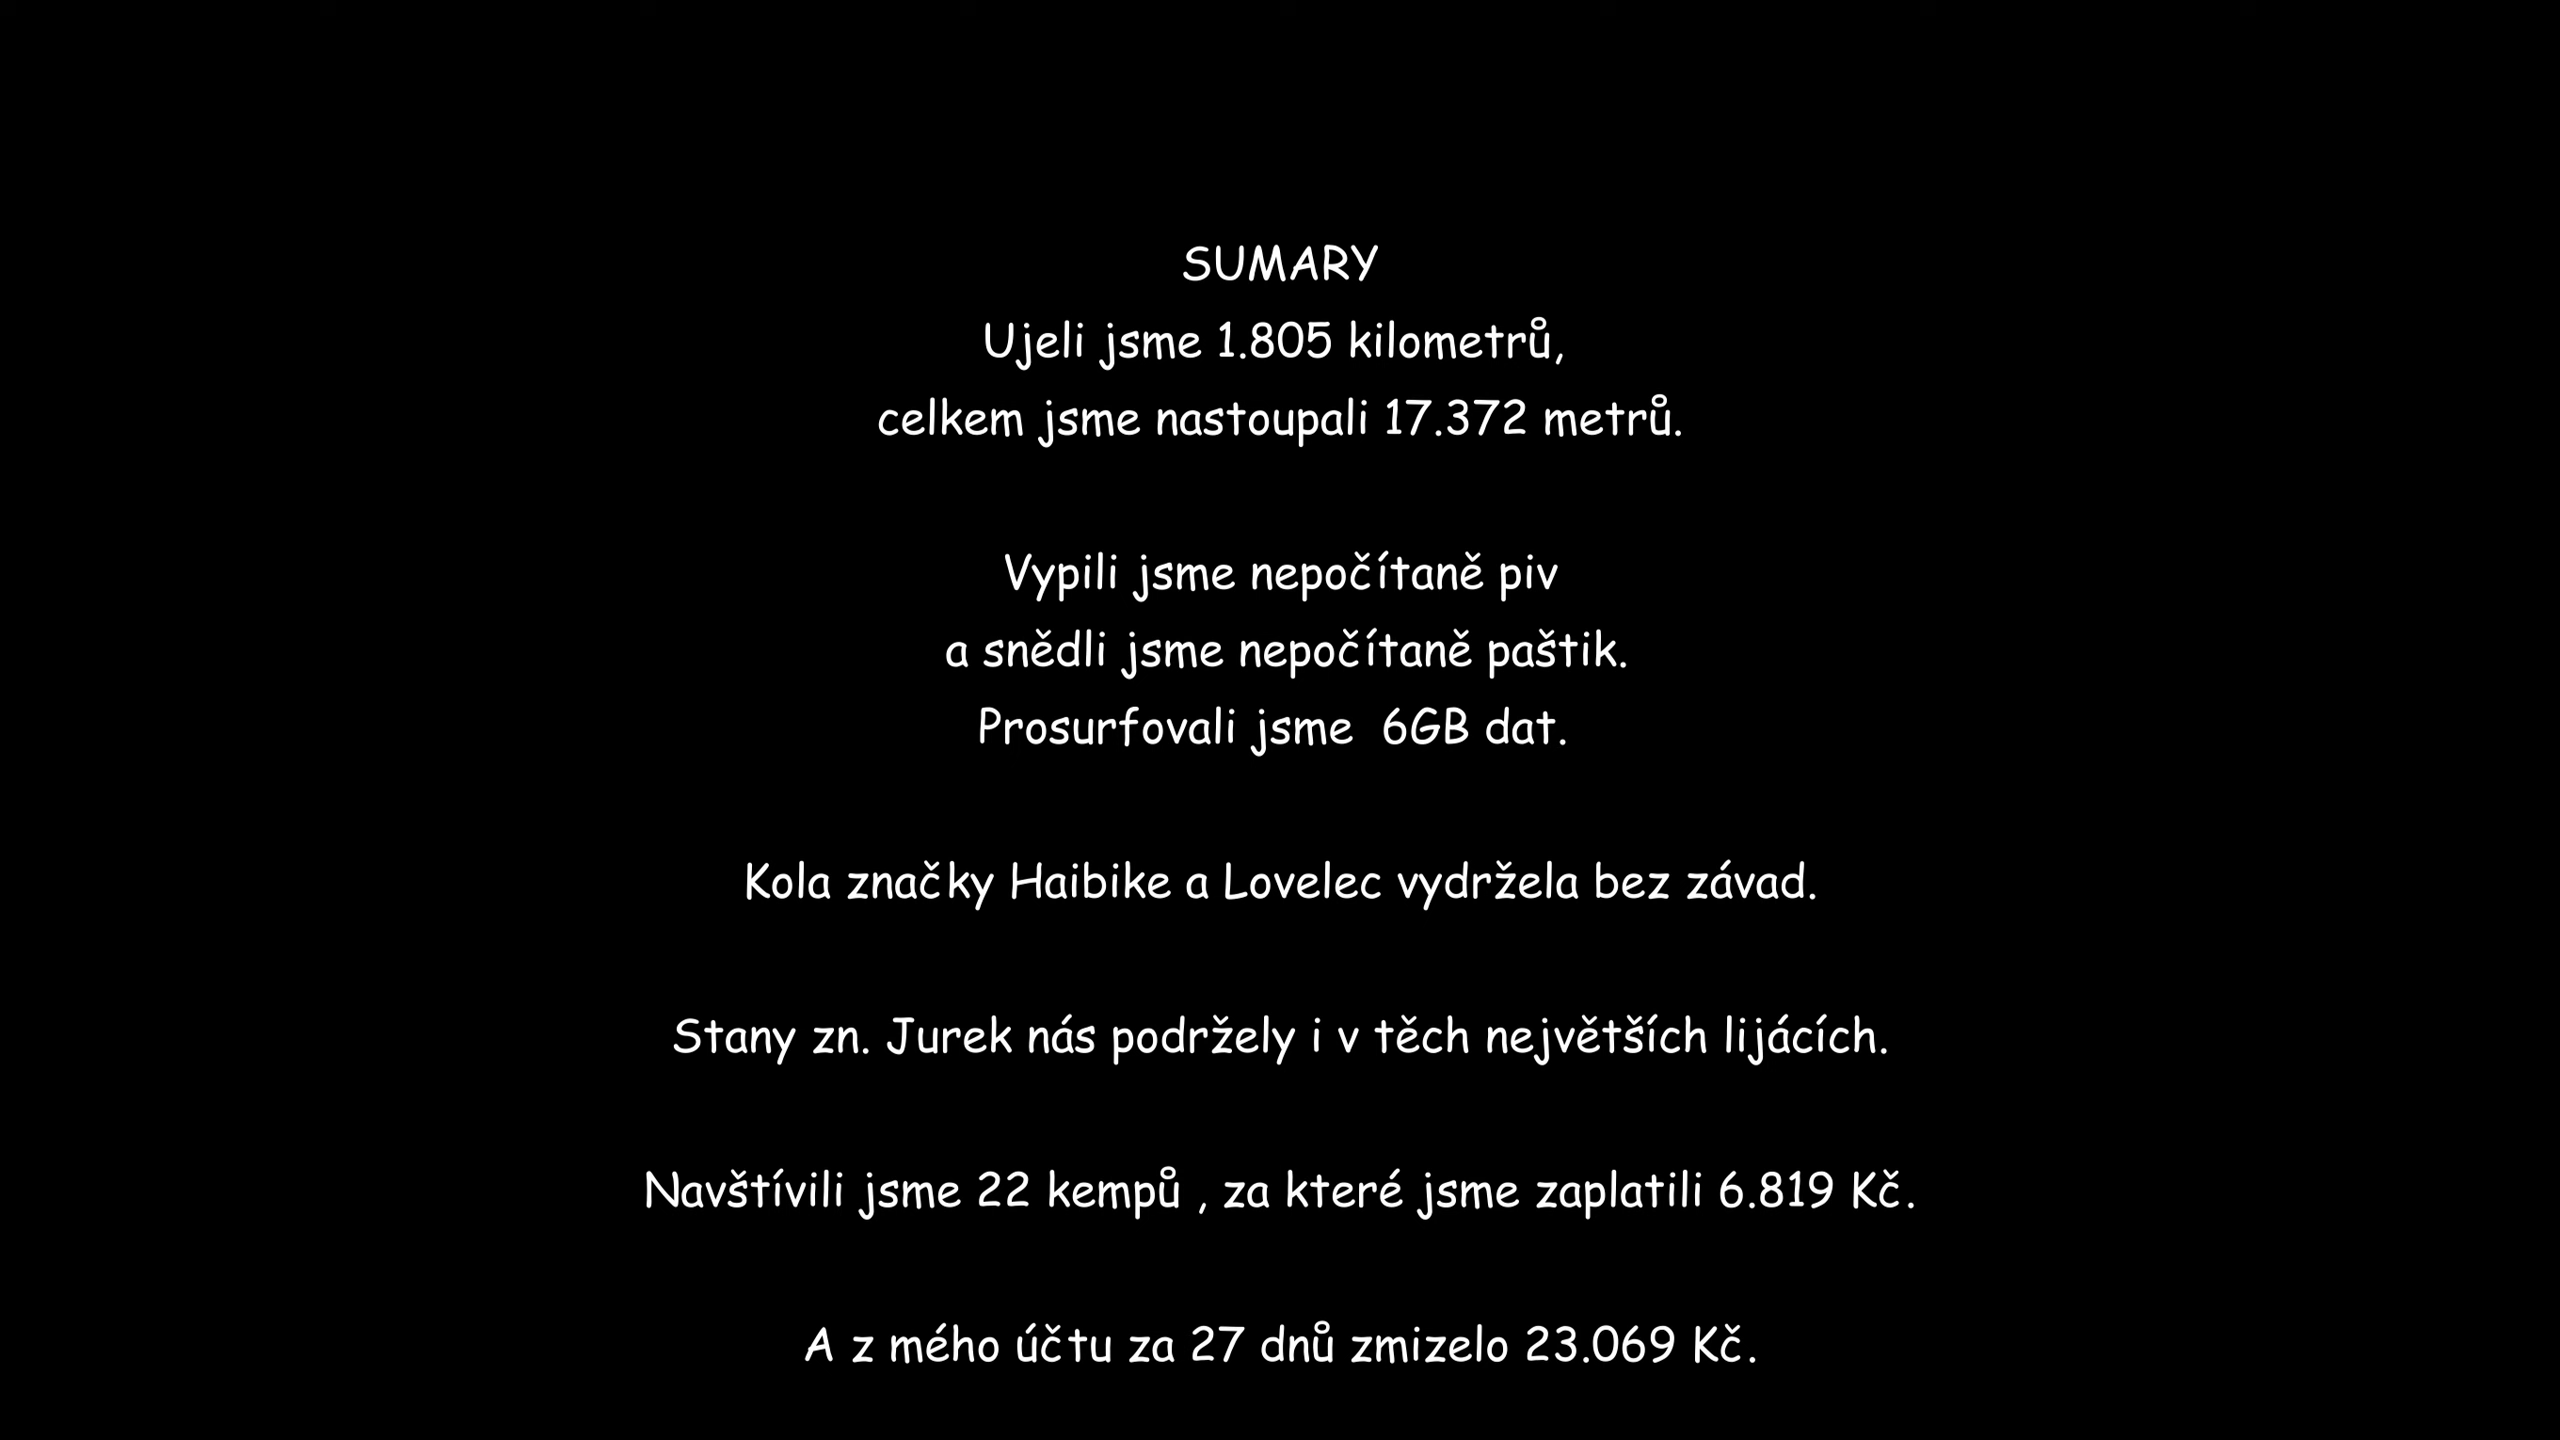 SUMARY
Ujeli jsme 1.805 kilometrů,
celkem jsme nastoupali 17.372 metrů.
Vypili jsme nepočítaně piv
a snědli jsme nepočítaně paštik.
Prosurfovali jsme  6GB dat.
Kola značky Haibike a Lovelec vydržela bez závad.
Stany zn. Jurek nás podržely i v těch největších lijácích.
Navštívili jsme 22 kempů , za které jsme zaplatili 6.819 Kč.
A z mého účtu za 27 dnů zmizelo 23.069 Kč.